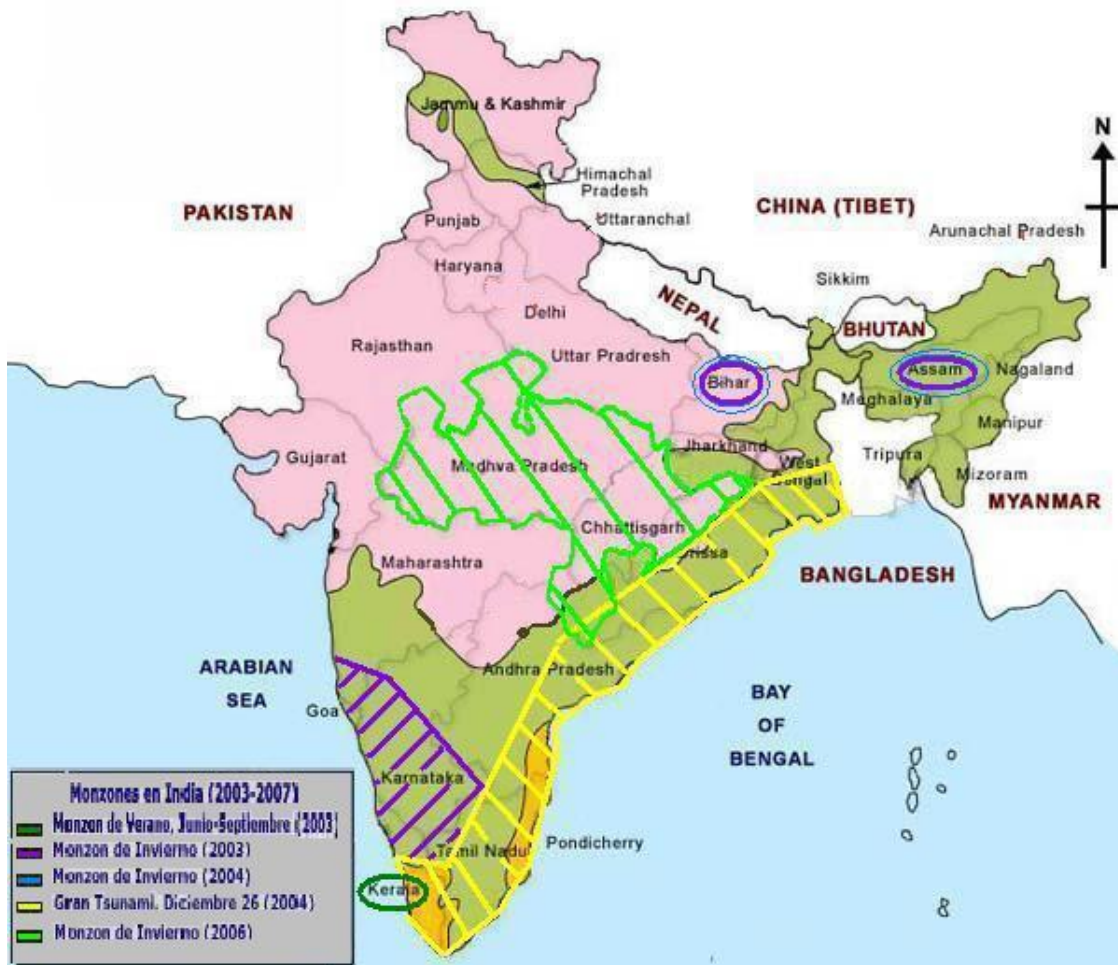 N
Jammu & Kashmir
Himachal
Pradesh
PAKISTAN
CHINA (TIBET)
Punjab
Uttaranchal
Arunachal Pradesh
Haryana
Sikkim
NEPAL
Delhi
BHUTAN
Rajasthan
Uttar Pradresh
Bihar
Assam
Nagaland
Meghalaya
Manipur
Gujarat
Madhva Pradesh
Jharkhand
West
Bengal
Tripura
Mizoram
MYANMAR
Chhattisgarh
Maharashtra
Orissa
BANGLADESH
ARABIAN
SEA
Andhra Pradesh
BAY
OF
BENGAL
Goa
Karnataka
Tamil Nadu
Pondicherry
Kerala
Monzones en India (2003-2007)
Monzon de Verano, Junio-Septiembre (2003)
Monzon de Invierno (2003)
Monzon de Invierno (2004)
Gran Tsunami. Diciembre 26 (2004)
Monzon de Invierno (2006)